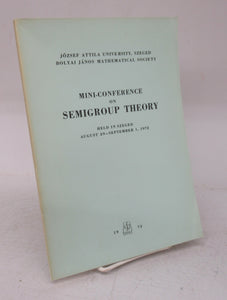 JÓZSEF ATTILA UNIVERSITY, SZEGED
BOLYAI JÁNOS MATHEMATICAL SOCIETY
MINI-CONFERENCE
ON
SEMIGROUP THEORY
HELD IN SZEGED
AUGUST 29-SEPTEMBER 1, 1972
19